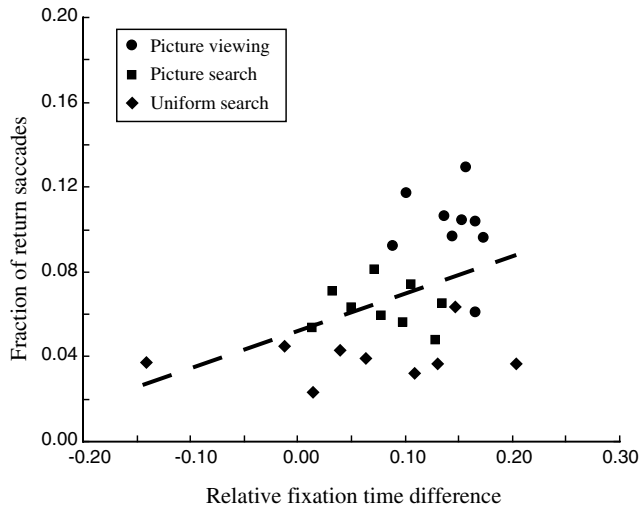 0.20
Picture viewing
Picture search
Uniform search
0.16
0.12
0.08
0.04
0.00
-0.20
-0.10
0.00
0.10
0.20
0.30
Fraction of return saccades
Relative fixation time difference